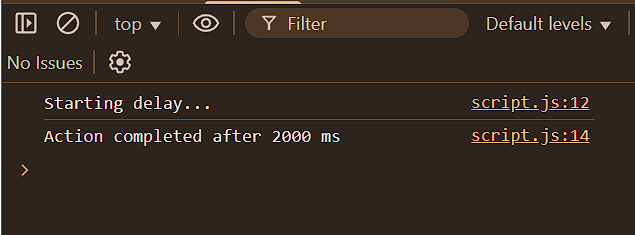 top Filter Default levels
No Issues
Starting delay... script.js:12
Action completed after 2000 ms script.js:14